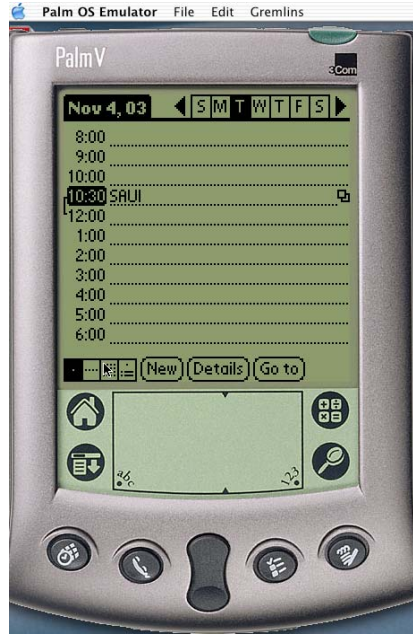 Palm OS Emulator File Edit Gremlins
PalmV
3Com
Nov 4, 03 S M T W T F S
8:00
9:00
10:00
10:30 SAUI
12:00
1:00
2:00
3:00
4:00
5:00
6:00
New Details Go to
abc 123